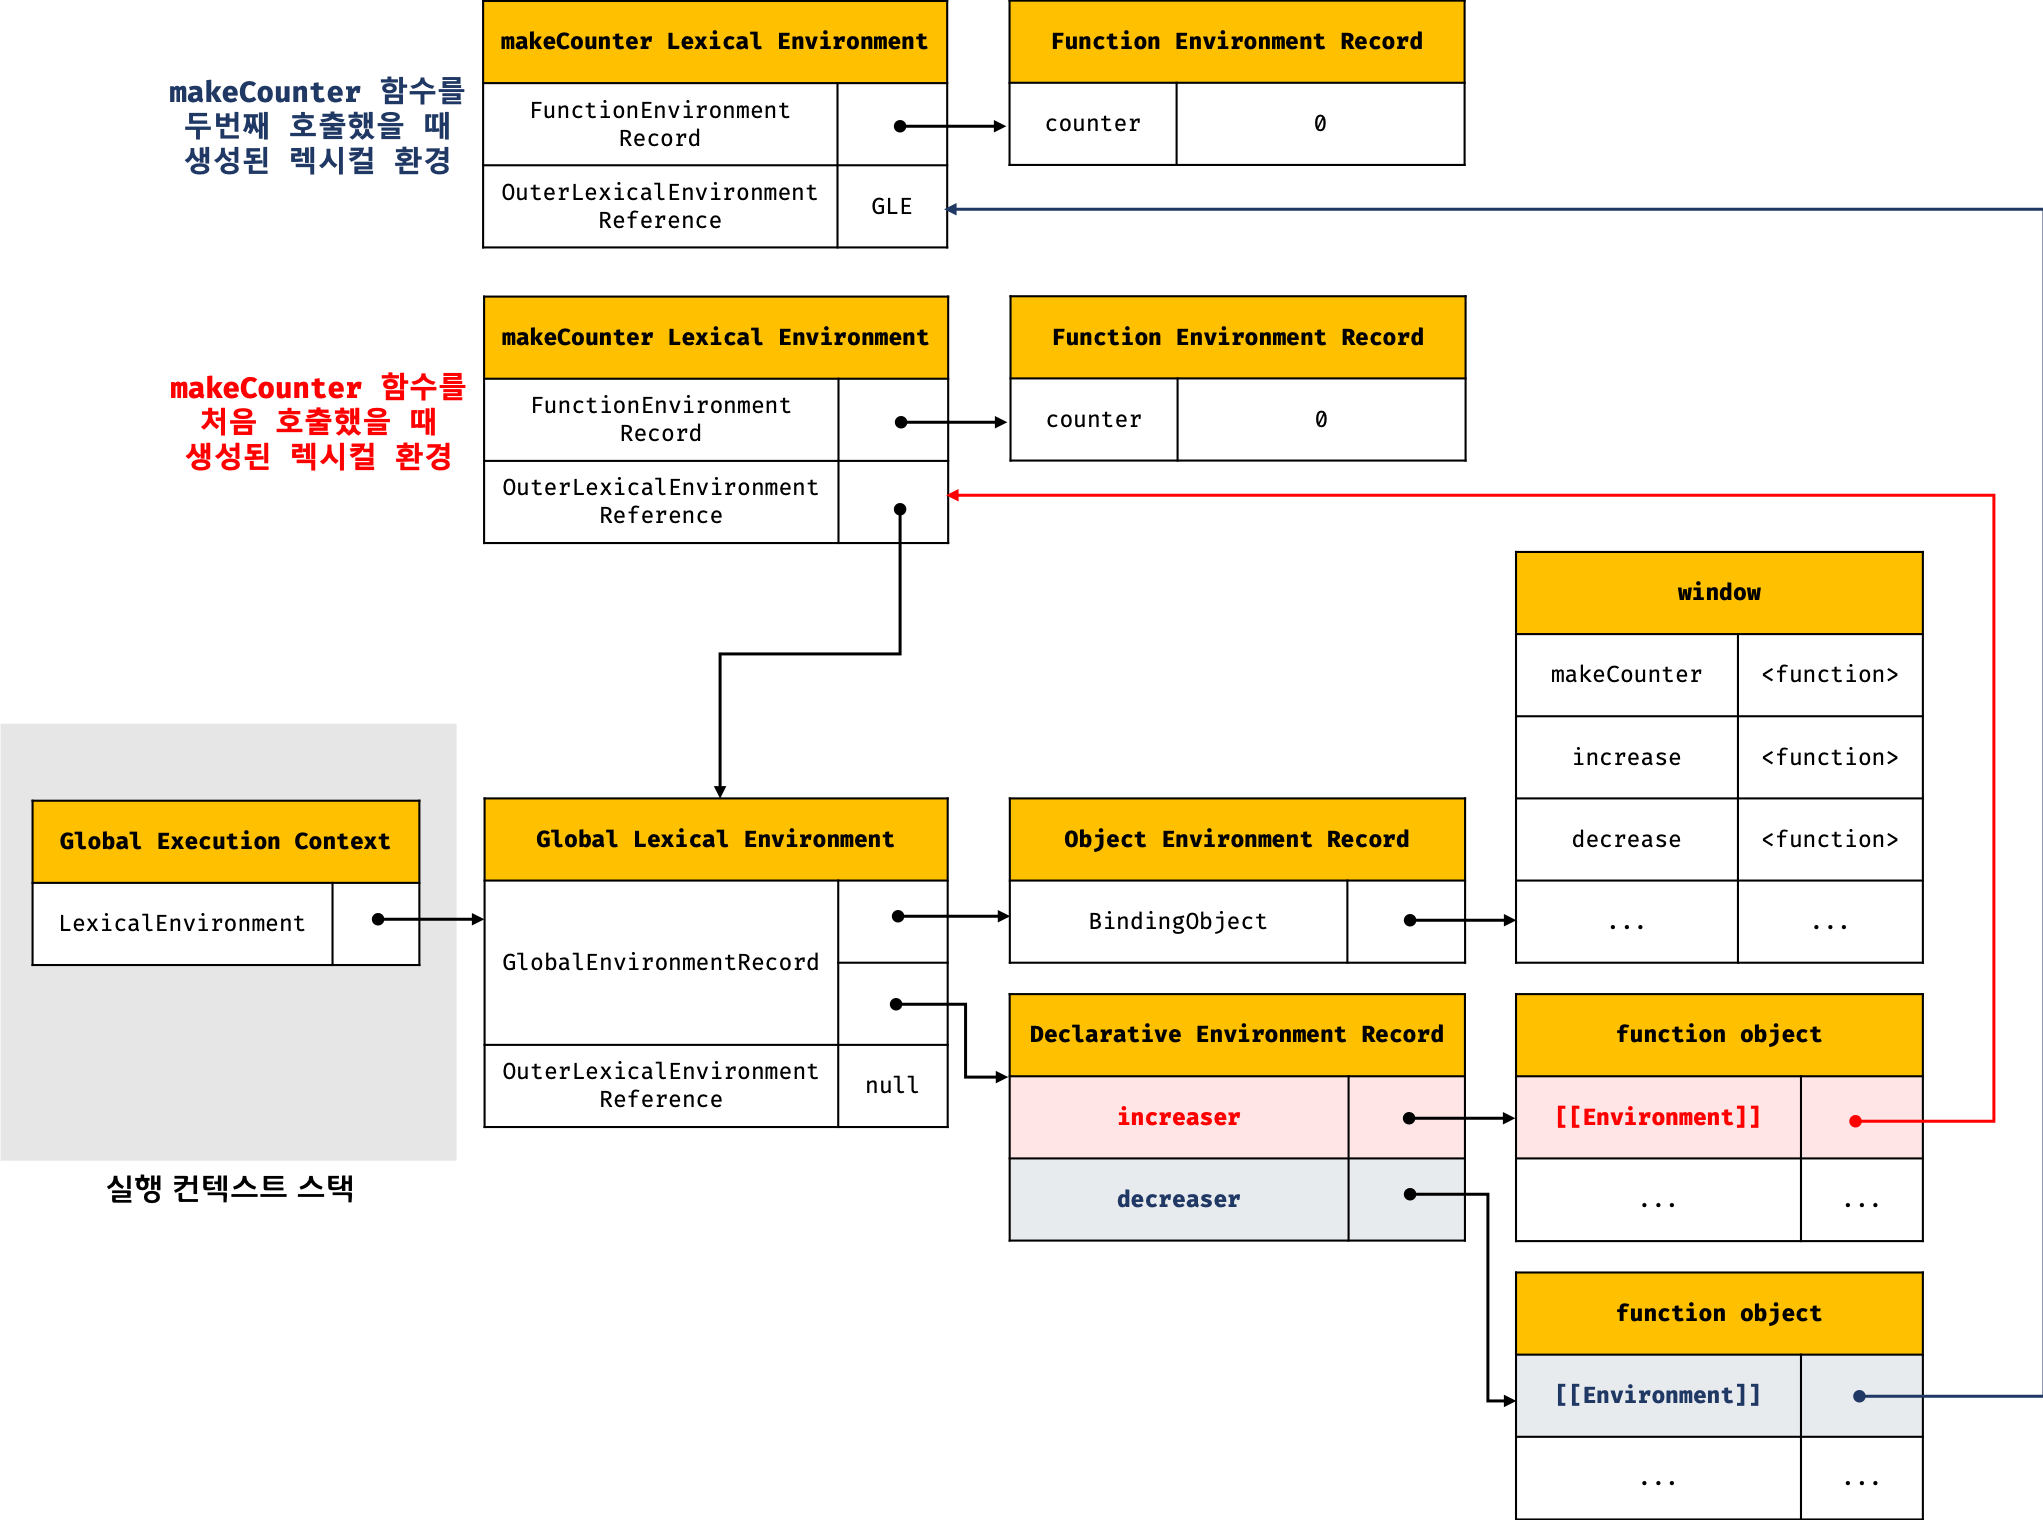 makeCounter 함수를
두번째 호출했을 때
생성된 렉시컬 환경
makeCounter Lexical Environment
FunctionEnvironment
Record
OuterLexicalEnvironment
Reference
GLE
Function Environment Record
counter
0
makeCounter 함수를
처음 호출했을 때
생성된 렉시컬 환경
makeCounter Lexical Environment
FunctionEnvironment
Record
OuterLexicalEnvironment
Reference
Function Environment Record
counter
0
window
makeCounter
<function>
increase
<function>
decrease
<function>
...
...
Global Execution Context
LexicalEnvironment
실행 컨텍스트 스택
Global Lexical Environment
GlobalEnvironmentRecord
OuterLexicalEnvironment
Reference
null
Object Environment Record
BindingObject
Declarative Environment Record
increaser
decreaser
function object
[[Environment]]
...
...
function object
[[Environment]]
...
...